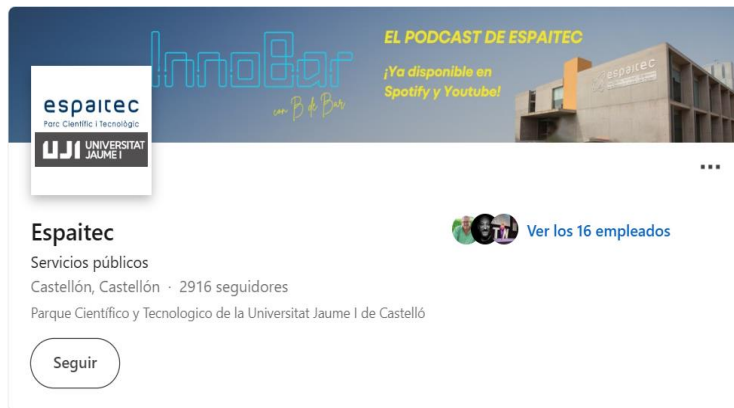 InnoBar
con B de Bar
EL PODCAST DE ESPAITEC
¡Ya disponible en
Spotify y Youtube!
espaitec
espaitec
Parc Científic i Tecnològic
UJI UNIVERSITAT
JAUME I
Espaitec
Ver los 16 empleados
Servicios públicos
Castellón, Castellón · 2916 seguidores
Parque Científico y Tecnologico de la Universitat Jaume I de Castelló
Seguir